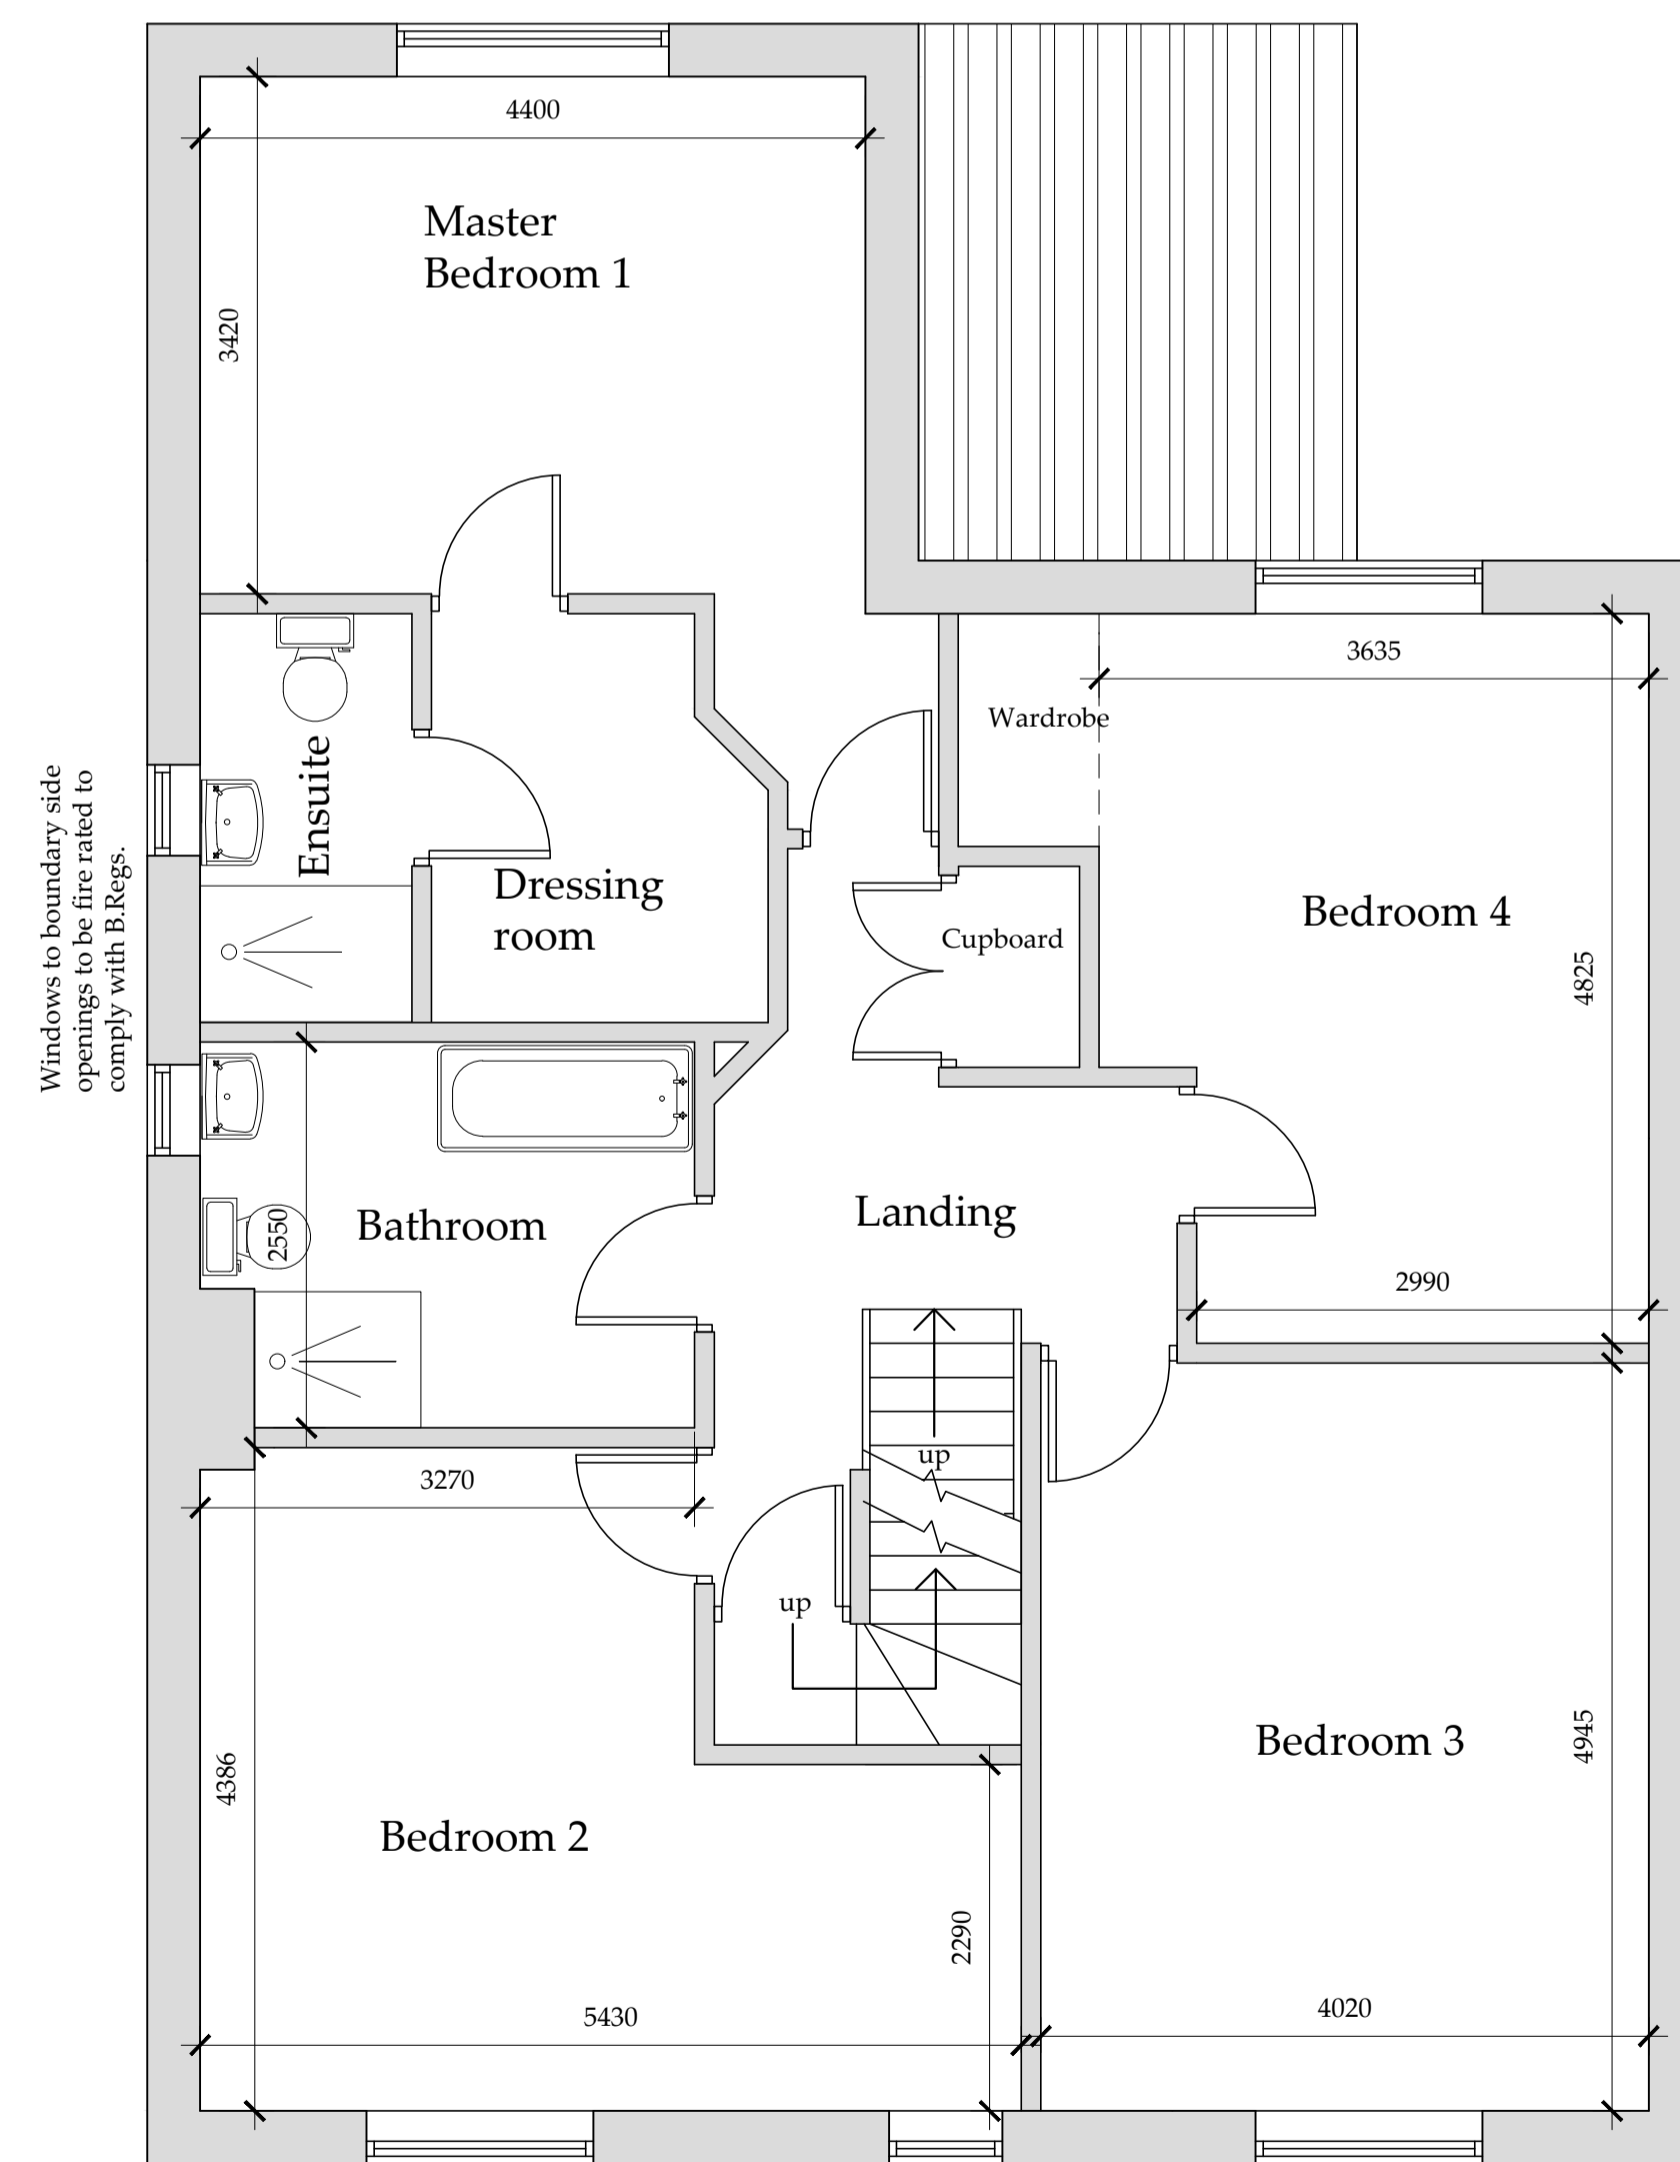 4400
Master
Bedroom 1
3420
3635
Wardrobe
Ensuite
Windows to boundary side
openings to be fire rated to
comply with B.Regs.
Dressing
room
Cupboard
Bedroom 4
4825
Landing
Bathroom
2550
2990
up
3270
up
Bedroom 3
4945
4386
Bedroom 2
2290
5430
4020